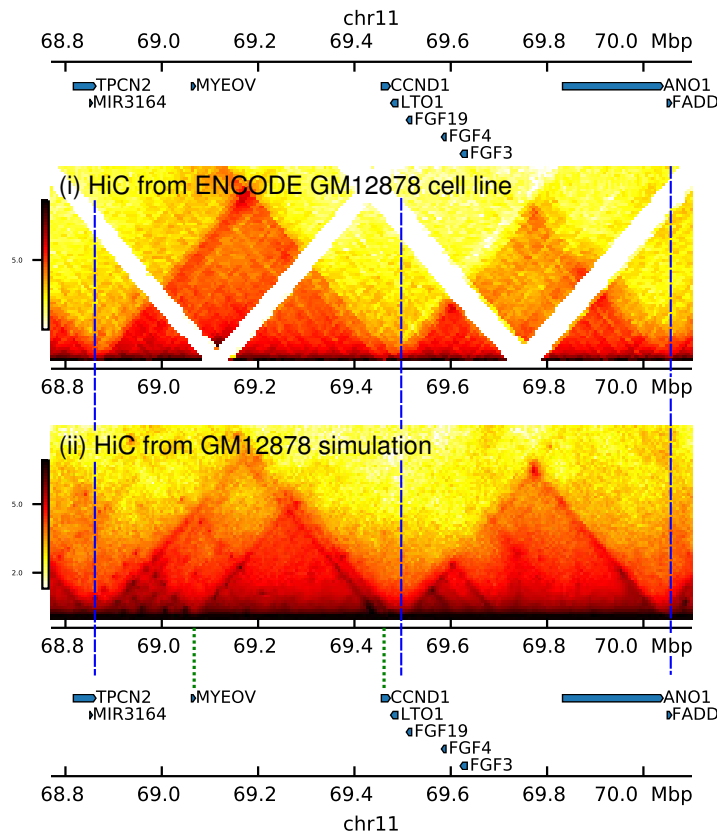 chr11
68.8 69.0 69.2 69.4 69.6 69.8 70.0 Mbp
TPCN2 MYEOV CCND1 ANO1
MIR3164 LTO1 FADD
FGF19
FGF4
FGF3
(i) HiC from ENCODE GM12878 cell line
5.0
68.8 69.0 69.2 69.4 69.6 69.8 70.0 Mbp
(ii) HiC from GM12878 simulation
5.0
2.0
68.8 69.0 69.2 69.4 69.6 69.8 70.0 Mbp
TPCN2 MYEOV CCND1 ANO1
MIR3164 LTO1 FADD
FGF19
FGF4
FGF3
68.8 69.0 69.2 69.4 69.6 69.8 70.0 Mbp
chr11